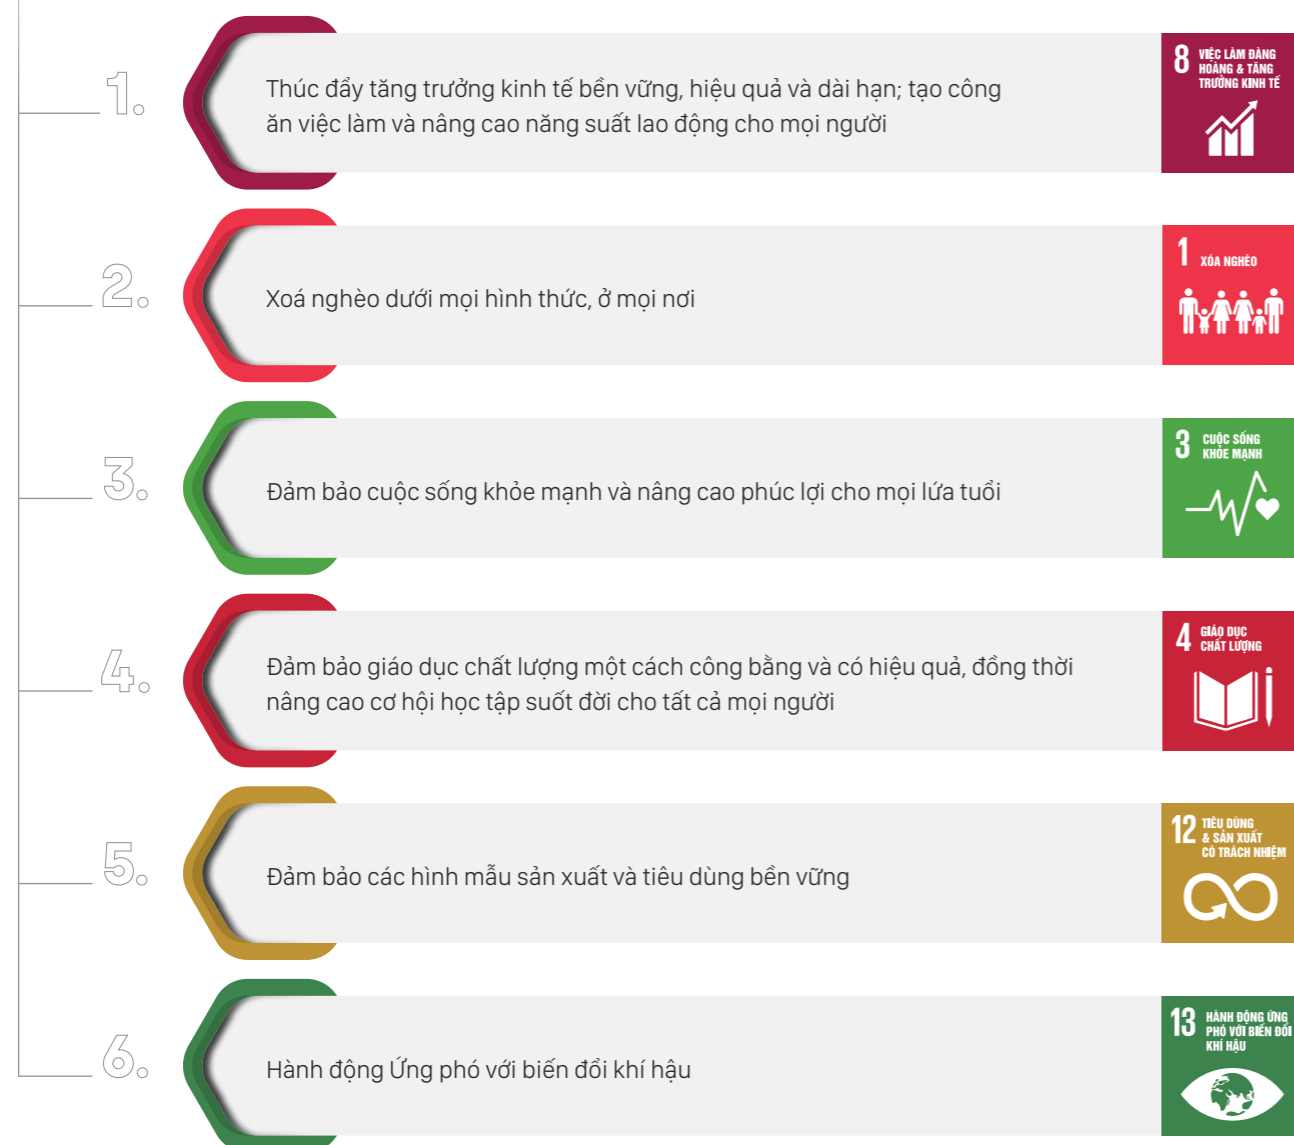 1.
Thúc đẩy tăng trưởng kinh tế bền vững, hiệu quả và dài hạn; tạo công
ăn việc làm và nâng cao năng suất lao động cho mọi người
8 VIỆC LÀM ĐÀNG
HOÀNG & TĂNG
TRƯỞNG KINH TẾ
2.
Xoá nghèo dưới mọi hình thức, ở mọi nơi
1 XÓA NGHÈO
3.
Đảm bảo cuộc sống khỏe mạnh và nâng cao phúc lợi cho mọi lứa tuổi
3 CUỘC SỐNG
KHỎE MẠNH
4.
Đảm bảo giáo dục chất lượng một cách công bằng và có hiệu quả, đồng thời
nâng cao cơ hội học tập suốt đời cho tất cả mọi người
4 GIÁO DỤC
CHẤT LƯỢNG
5.
Đảm bảo các hình mẫu sản xuất và tiêu dùng bền vững
12 TIÊU DÙNG
& SẢN XUẤT
CÓ TRÁCH NHIỆM
6.
Hành động Ứng phó với biến đổi khí hậu
13 HÀNH ĐỘNG ỨNG
PHÓ VỚI BIẾN ĐỔI
KHÍ HẬU